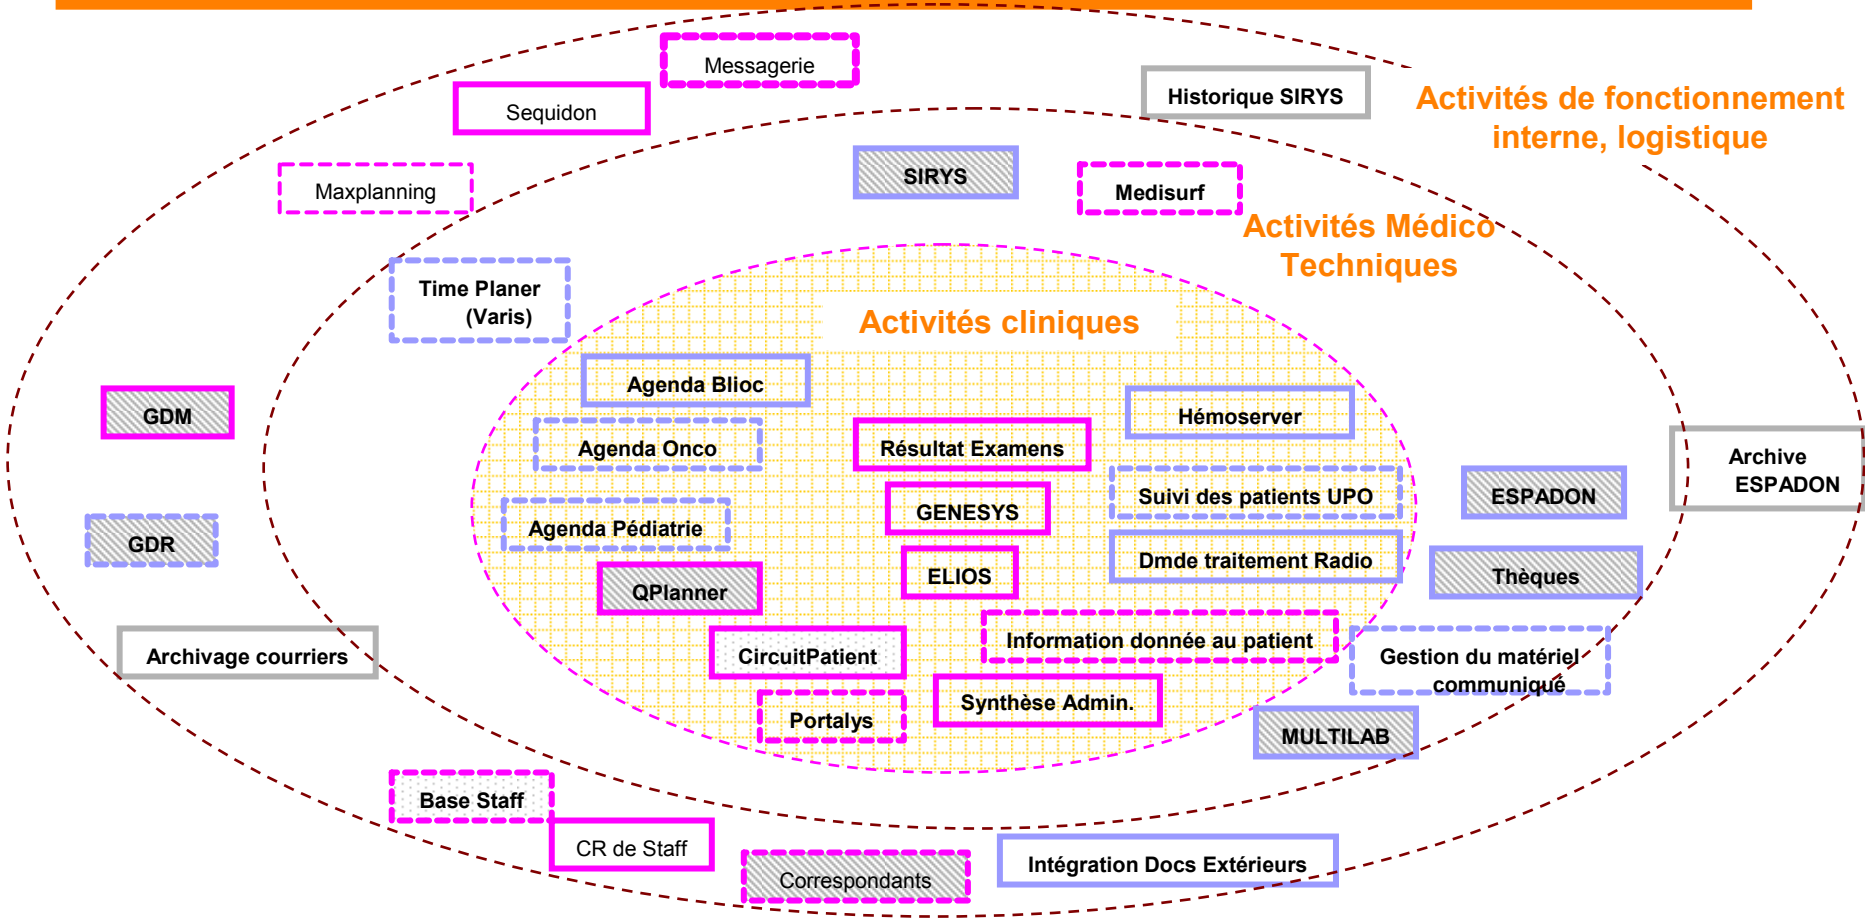 Messagerie
Sequidon
Historique SIRYS
Activités de fonctionnement
interne, logistique
Maxplanning
SIRYS
Medisurf
Activités Médico
Techniques
Time Planer
(Varis)
Activités cliniques
Agenda Blioc
GDM
Hémoserver
Agenda Onco
Résultat Examens
Archive
ESPADON
Suivi des patients UPO
ESPADON
GENESYS
Agenda Pédiatrie
GDR
Dmde traitement Radio
ELIOS
Thèques
QPlanner
Information donnée au patient
Archivage courriers
CircuitPatient
Gestion du matériel
communiqué
Synthèse Admin.
Portalys
MULTILAB
Base Staff
CR de Staff
Intégration Docs Extérieurs
Correspondants